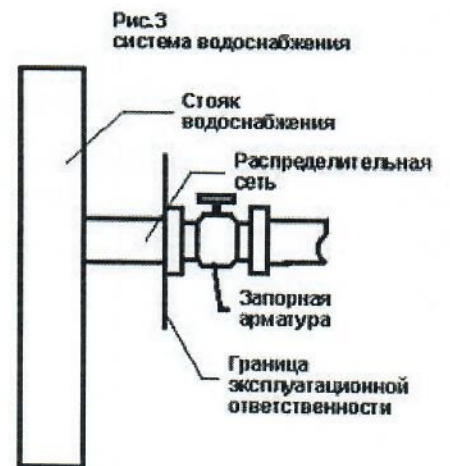 Рис.3
система водоснабжения
Стояк
водоснабжения
Распределительная
сеть
Запорная
арматура
Граница
эксплуатационной
ответственности